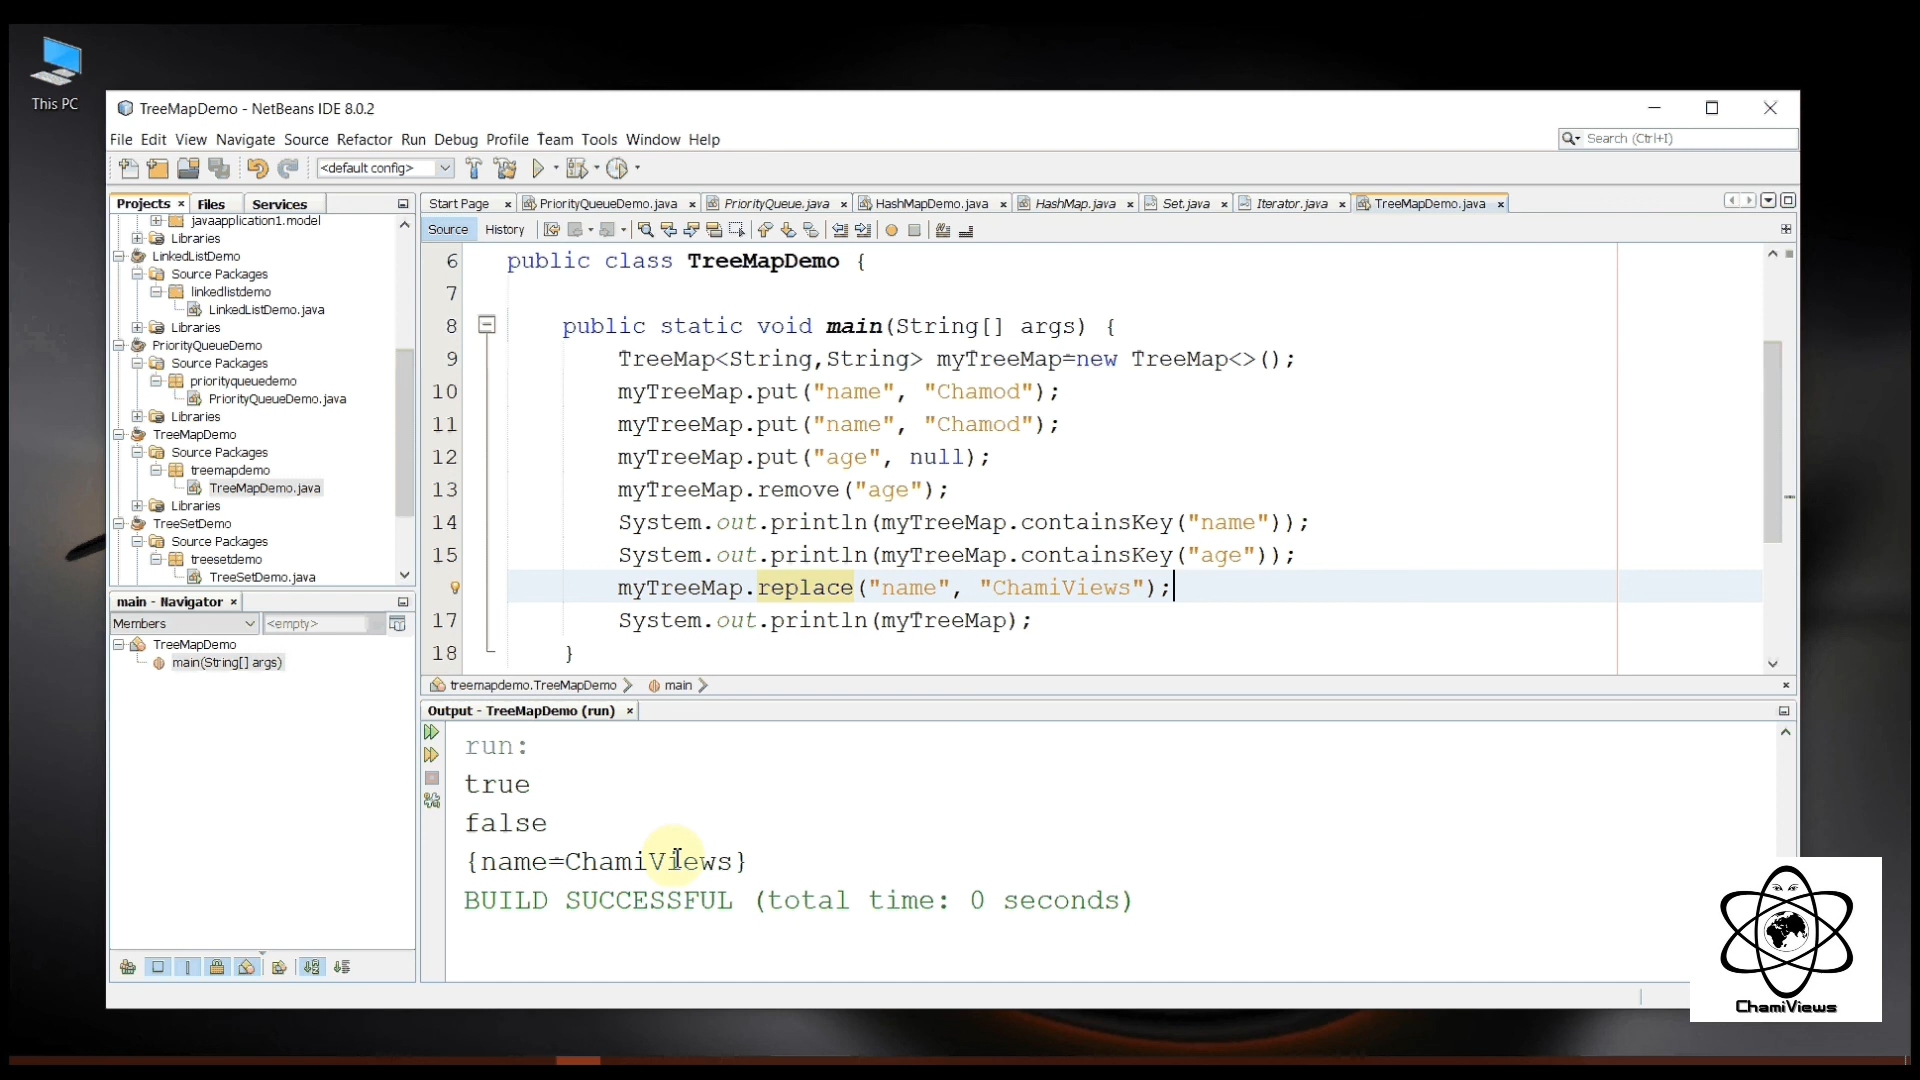 This PC
TreeMapDemo - NetBeans IDE 8.0.2
File Edit View Navigate Source Refactor Run Debug Profile Team Tools Window Help
Search (Ctrl+I)
<default config>
Projects Files Services
Start Page PriorityQueueDemo.java PriorityQueue.java HashMapDemo.java HashMap.java Set.java Iterator.java TreeMapDemo.java
Source History
javaapplication1.model
Libraries
LinkedListDemo
Source Packages
linkedlistdemo
LinkedListDemo.java
Libraries
PriorityQueueDemo
Source Packages
priorityqueuedemo
PriorityQueueDemo.java
Libraries
TreeMapDemo
Source Packages
treemapdemo
TreeMapDemo.java
Libraries
TreeSetDemo
Source Packages
treesetdemo
TreeSetDemo.java
main - Navigator
Members <empty>
TreeMapDemo
main(String[] args)
6 public class TreeMapDemo {
7
8 public static void main(String[] args) {
9 TreeMap<String,String> myTreeMap=new TreeMap<>();
10 myTreeMap.put("name", "Chamod");
11 myTreeMap.put("name", "Chamod");
12 myTreeMap.put("age", null);
13 myTreeMap.remove("age");
14 System.out.println(myTreeMap.containsKey("name"));
15 System.out.println(myTreeMap.containsKey("age"));
myTreeMap.replace("name", "ChamiViews");
17 System.out.println(myTreeMap);
18 }
treemapdemo.TreeMapDemo main
Output - TreeMapDemo (run)
run:
true
false
{name=ChamiViews}
BUILD SUCCESSFUL (total time: 0 seconds)
ChamiViews